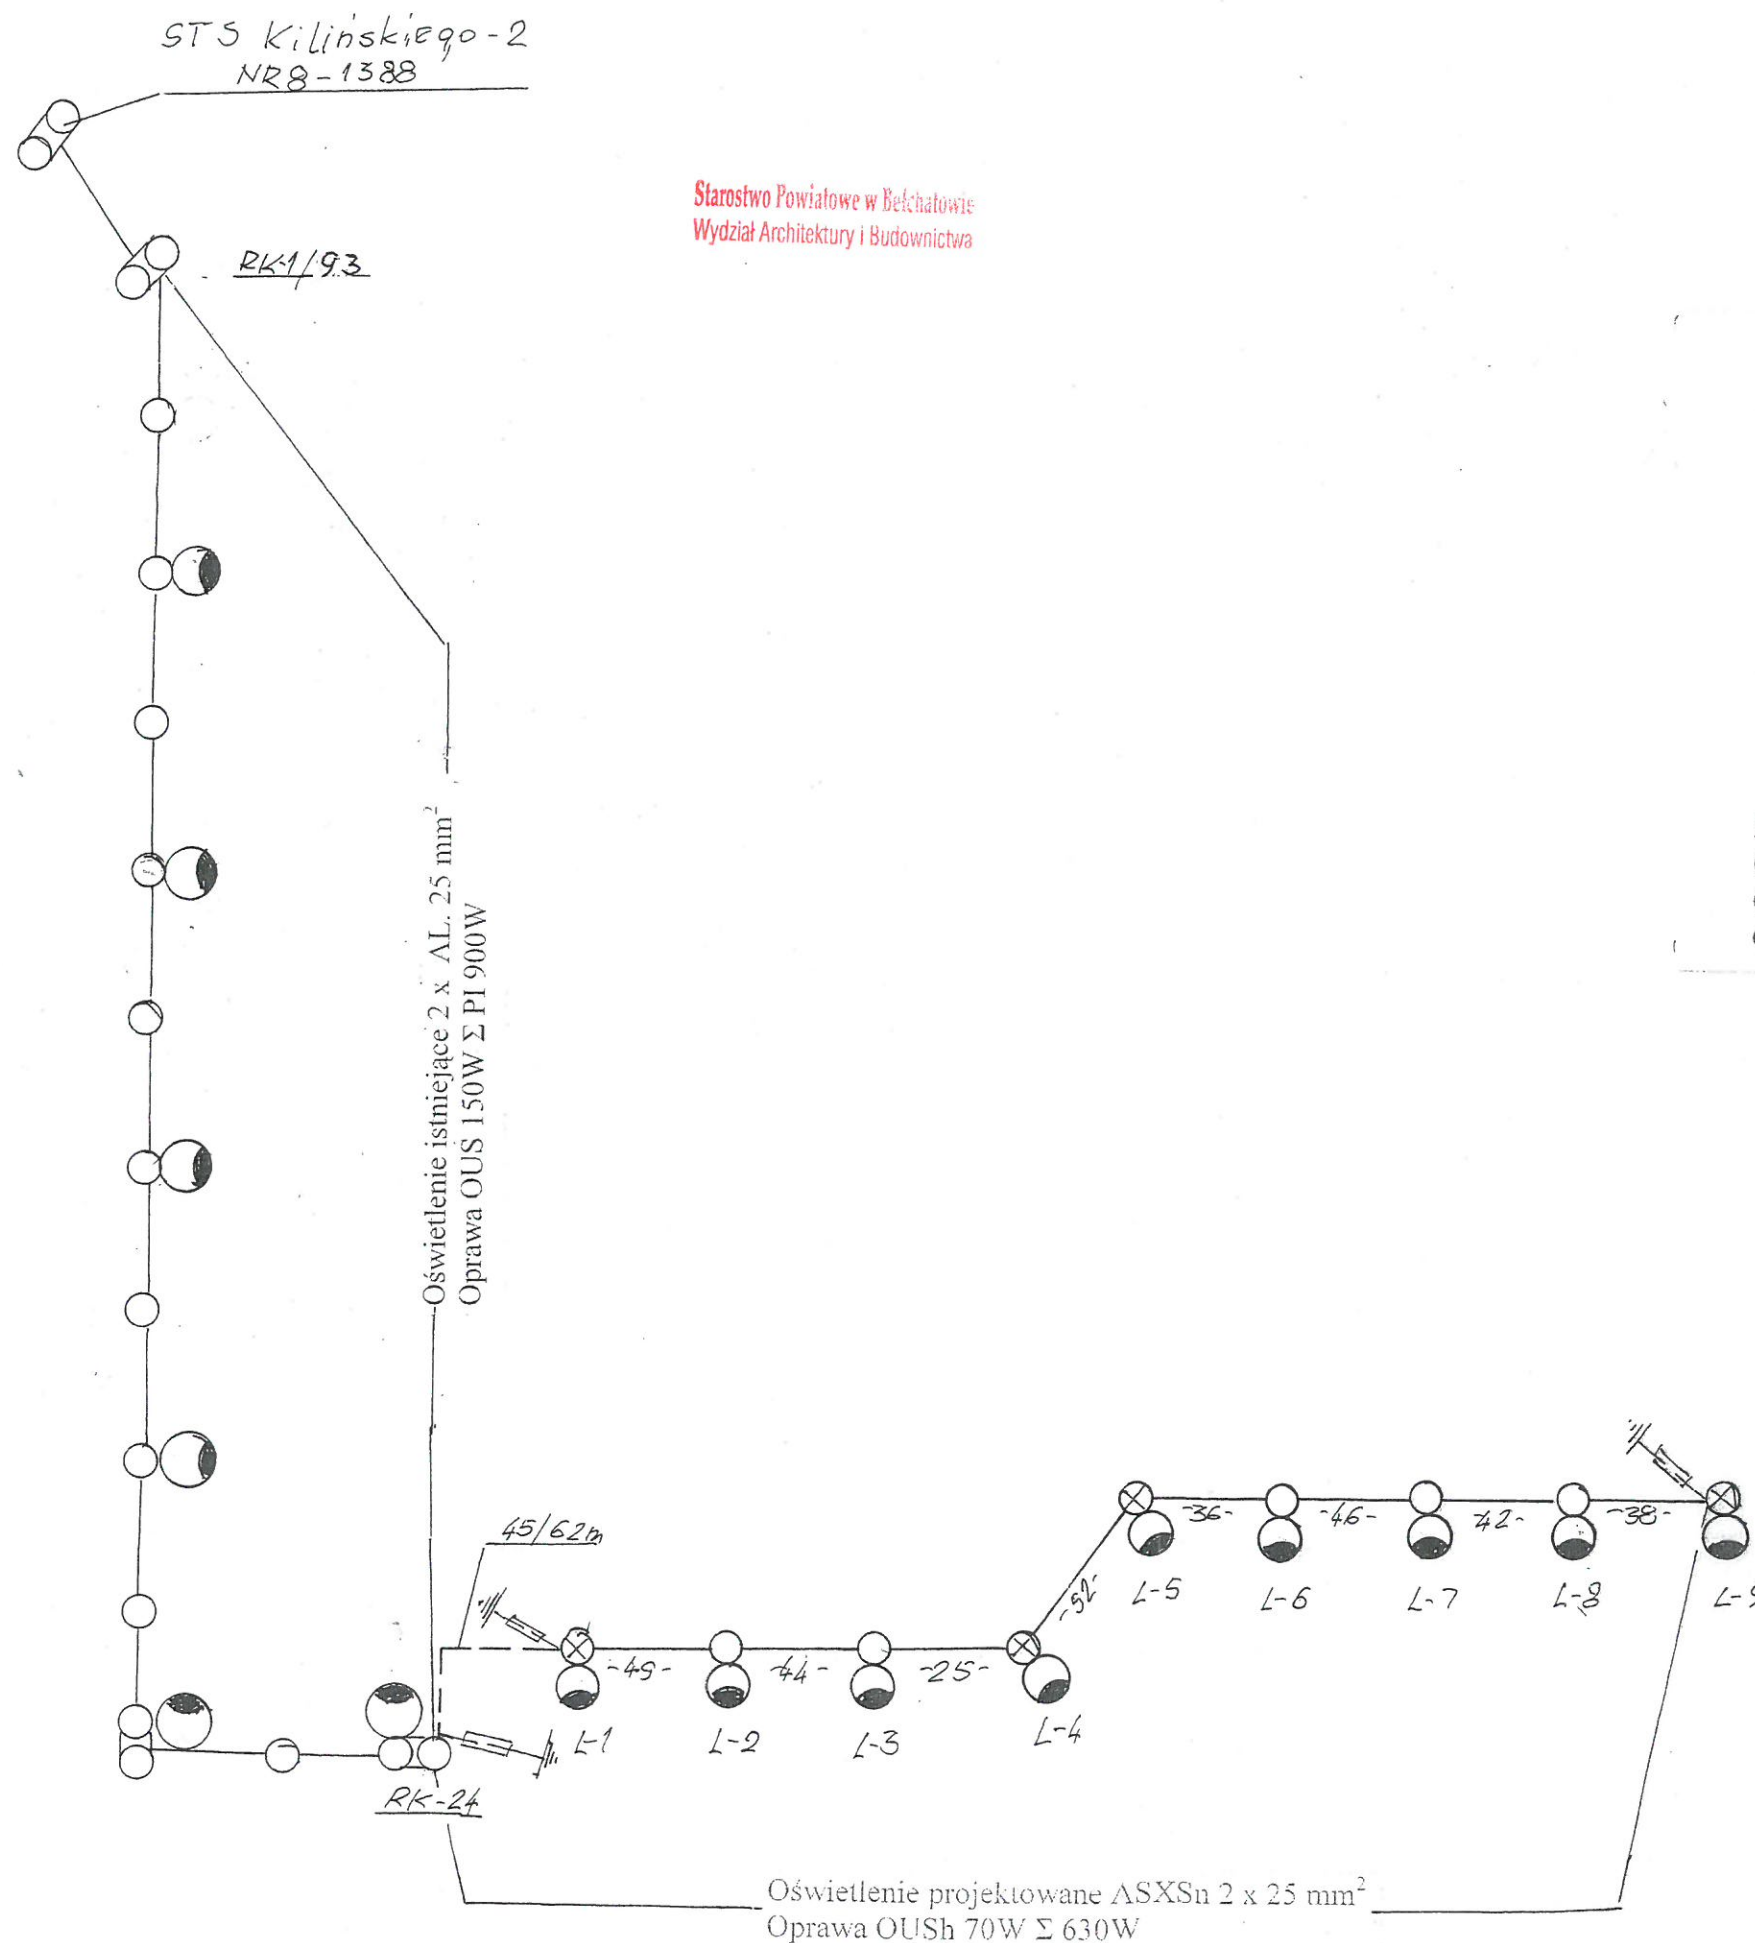 STS Kilińskiego-2
NR8-1388
Starostwo Powiatowe w Bełchatowie
Wydział Architektury i Budownictwa
RK-1/93
Oświetlenie istniejące 2 x AL. 25 mm²
Oprawa OUS 150W Σ PI 900W
45/62m
-36-
-46-
-42-
-38-
L-5
L-6
L-7
L-8
-52-
-49-
-44-
-25-
L-1
L-2
L-3
L-4
RK-24
Oświetlenie projektowane ASXSn 2 x 25 mm²
Oprawa OUSh 70W Σ 630W